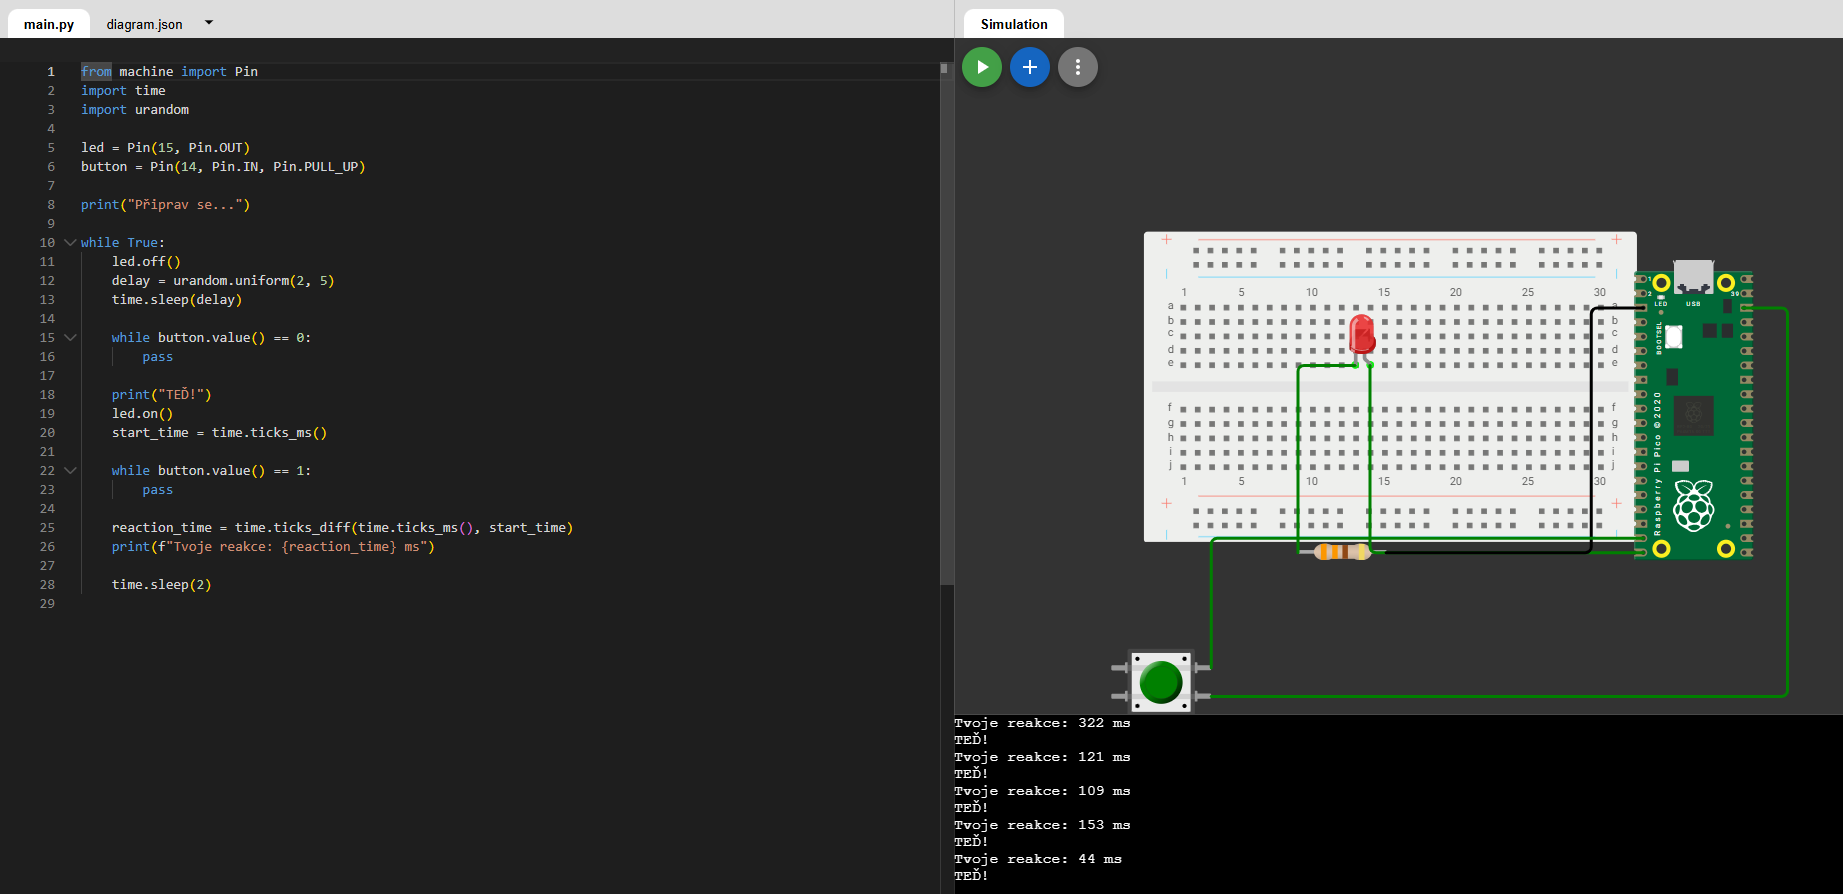 main.py diagram.json
1 from machine import Pin
2 import time
3 import urandom
4
5 led = Pin(15, Pin.OUT)
6 button = Pin(14, Pin.IN, Pin.PULL_UP)
7
8 print("Připrav se...")
9
10 while True:
11 led.off()
12 delay = urandom.uniform(2, 5)
13 time.sleep(delay)
14
15 while button.value() == 0:
16 pass
17
18 print("TEĎ!")
19 led.on()
20 start_time = time.ticks_ms()
21
22 while button.value() == 1:
23 pass
24
25 reaction_time = time.ticks_diff(time.ticks_ms(), start_time)
26 print(f"Tvoje reakce: {reaction_time} ms")
27
28 time.sleep(2)
29
Simulation
1 5 10 15 20 25 30
a a
b b
c c
d d
e e
f f
g g
h h
i i
j j
1 5 10 15 20 25 30
1
2
39
LED USB
BOOTSEL
Raspberry Pi Pico ©2020
Tvoje reakce: 322 ms
TEĎ!
Tvoje reakce: 121 ms
TEĎ!
Tvoje reakce: 109 ms
TEĎ!
Tvoje reakce: 153 ms
TEĎ!
Tvoje reakce: 44 ms
TEĎ!